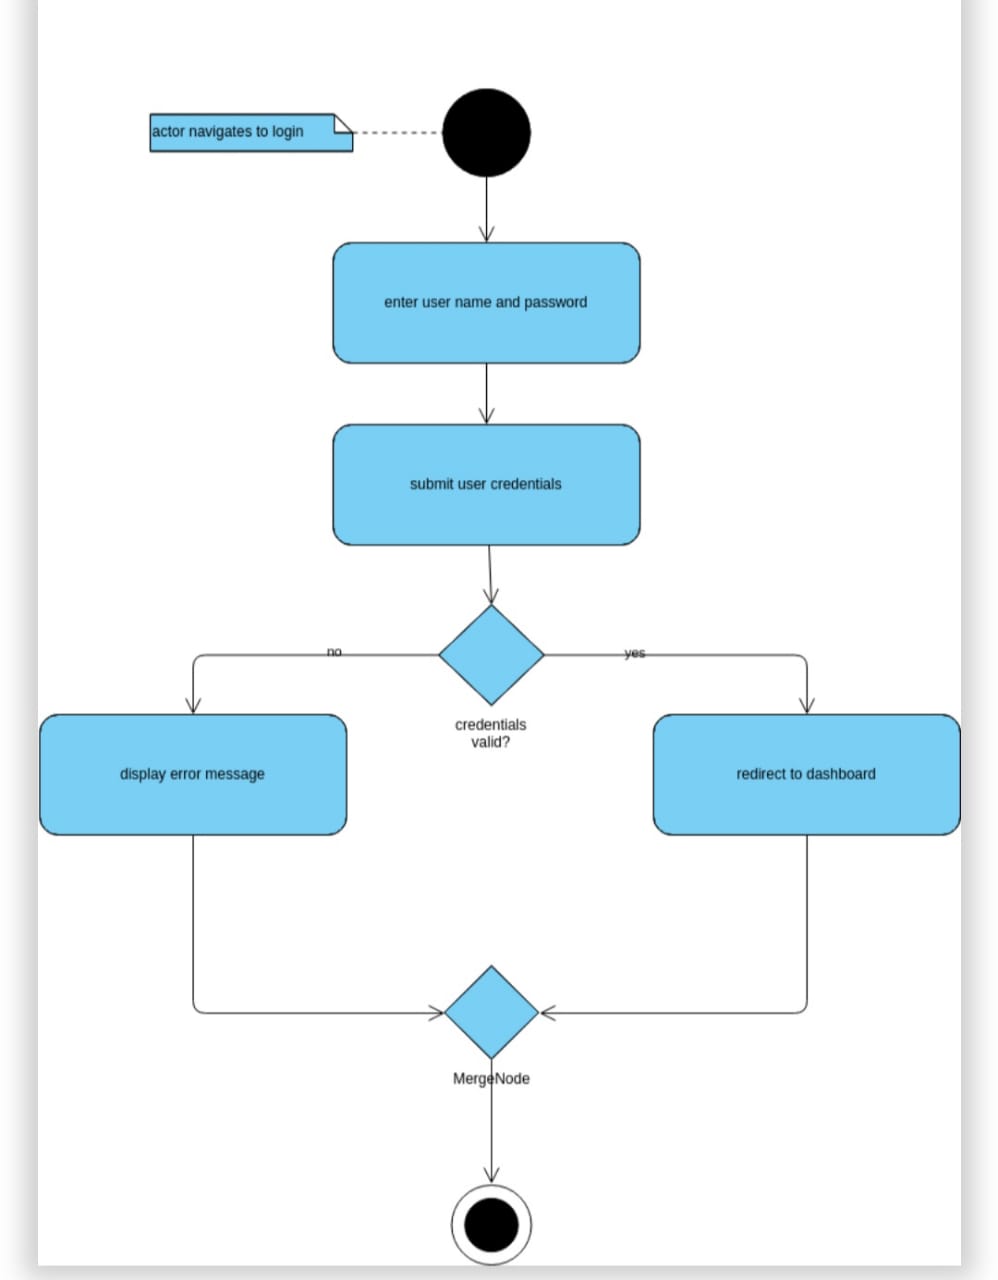 actor navigates to login
enter user name and password
submit user credentials
no
yes
credentials
valid?
display error message
redirect to dashboard
MergeNode